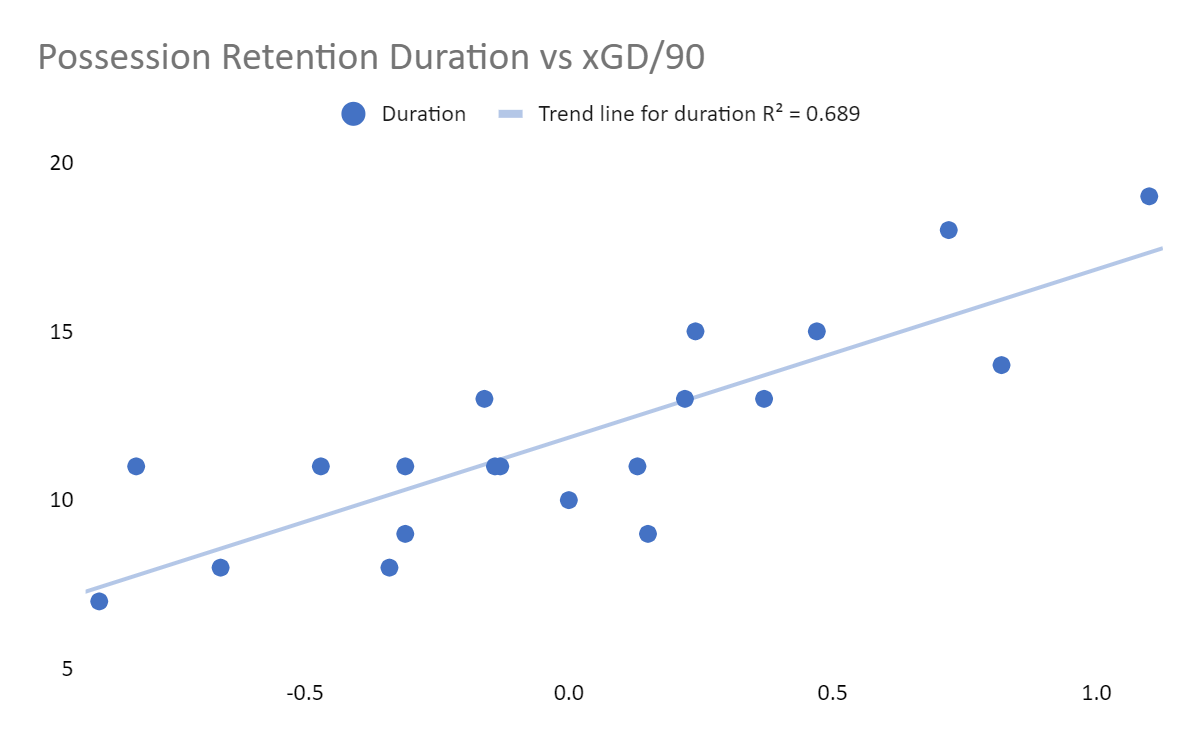 Possession Retention Duration vs xGD/90
Duration Trend line for duration R² = 0.689
20
15
10
5
-0.5 0.0 0.5 1.0